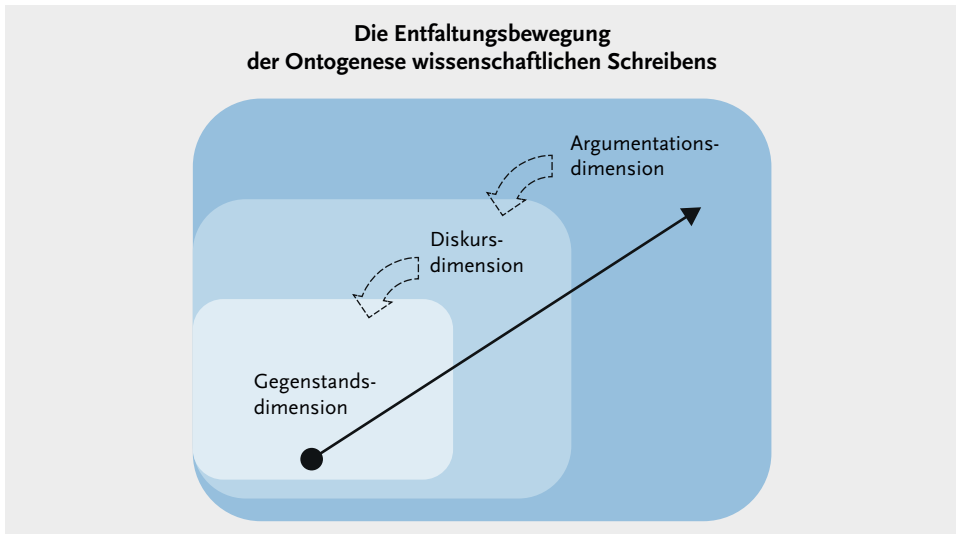 Die Entfaltungsbewegung
der Ontogenese wissenschaftlichen Schreibens
Argumentations-
dimension
Diskurs-
dimension
Gegenstands-
dimension